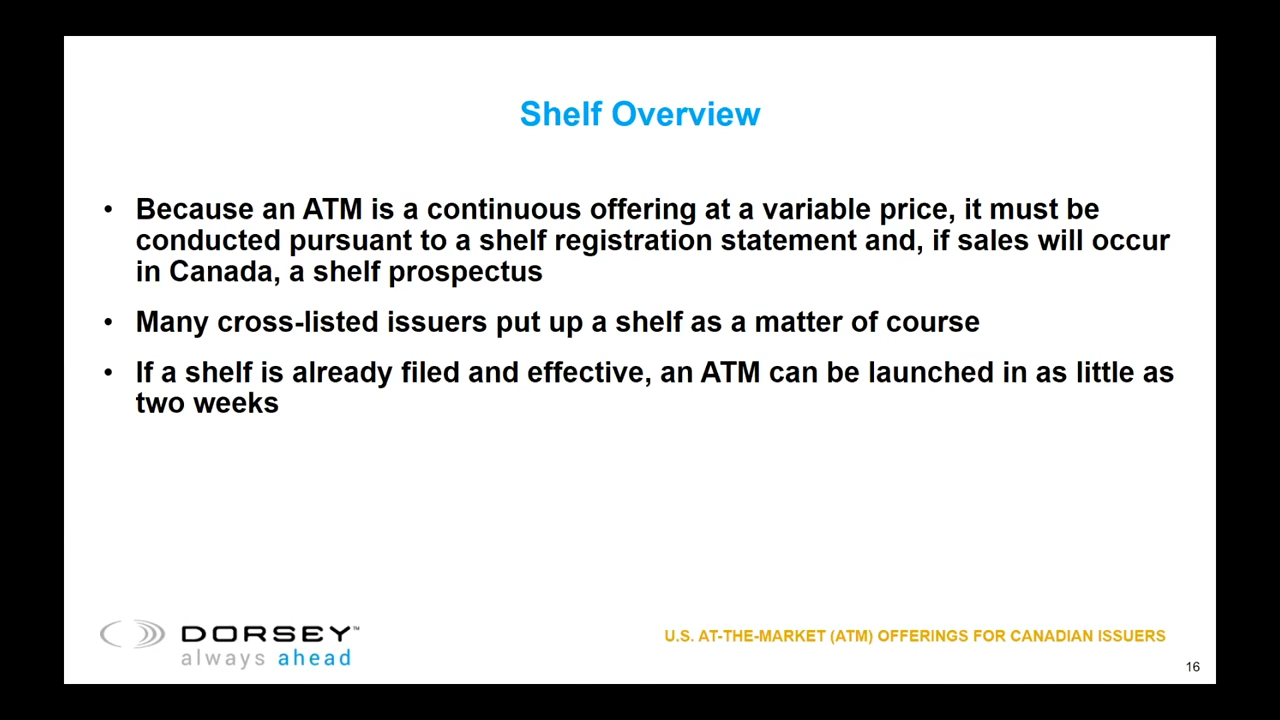 Shelf Overview
• Because an ATM is a continuous offering at a variable price, it must be
conducted pursuant to a shelf registration statement and, if sales will occur
in Canada, a shelf prospectus
• Many cross-listed issuers put up a shelf as a matter of course
• If a shelf is already filed and effective, an ATM can be launched in as little as
two weeks
DORSEY™
always ahead
U.S. AT-THE-MARKET (ATM) OFFERINGS FOR CANADIAN ISSUERS
16